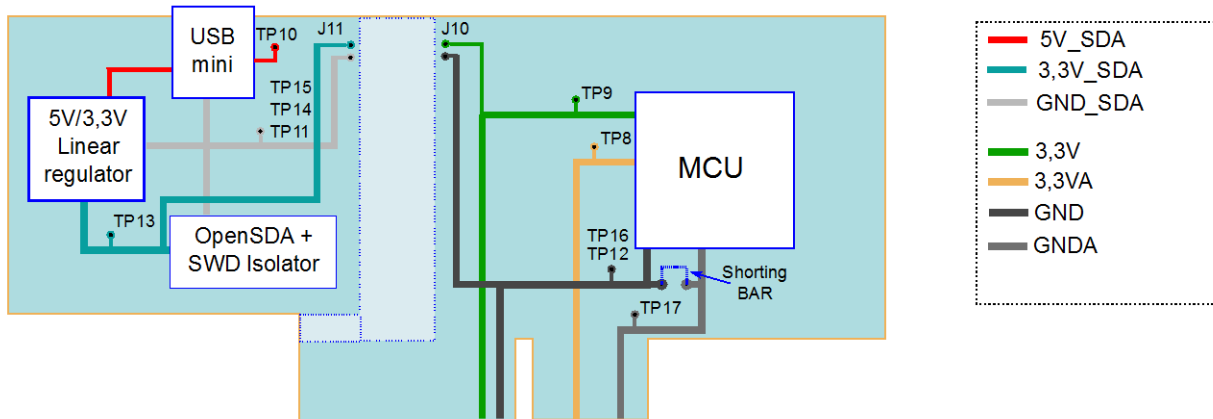 USB
mini
TP10
J11
J10
5V/3,3V
Linear
regulator
TP15
TP14
TP11
TP9
TP8
MCU
TP13
OpenSDA +
SWD Isolator
TP16
TP12
Shorting
BAR
TP17
5V_SDA
3,3V_SDA
GND_SDA
3,3V
3,3VA
GND
GNDA